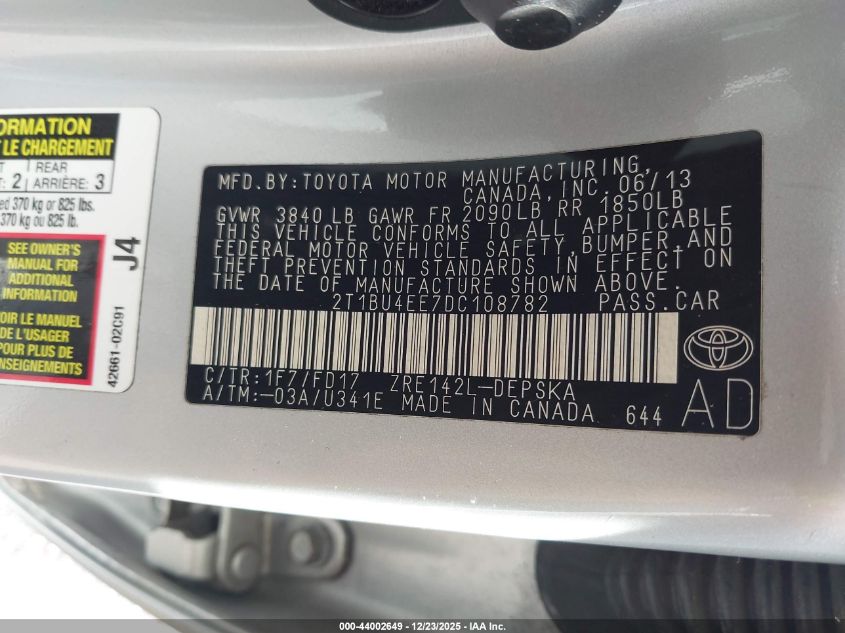 ORMATION
LE CHARGEMENT
REAR
: 2 ARRIÈRE: 3
ed 370 kg or 825 lbs.
370 kg ou 825 lb.
SEE OWNER'S
MANUAL FOR
ADDITIONAL
INFORMATION
OIR LE MANUEL
POUR PLUS DE
ENSEIGNEMENTS
J4
42661-02C91
MFD.BY:TOYOTA MOTOR MANUFACTURING,
CANADA,INC. 06/13
GVWR 3840 LB GAWR FR 2090LB RR 1850LB
THIS VEHICLE CONFORMS TO ALL APPLICABLE
FEDERAL MOTOR VEHICLE SAFETY,BUMPER,AND
THEFT PREVENTION STANDARDS IN EFFECT ON
THE DATE OF MANUFACTURE SHOWN ABOVE.
2T1BU4EE7DC108782 PASS.CAR
C/TR:1F7/FD17 ZRE142L-DEPSKA
A/TM:-03A/U341E MADE IN CANADA 644
AD
000-44002649 - 12/23/2025 - IAA Inc.